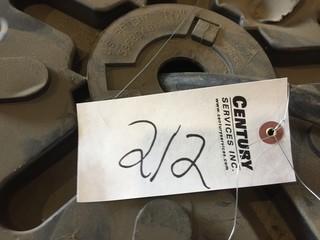 212
CENTURY
SERVICES INC.
www.centuryservices.com